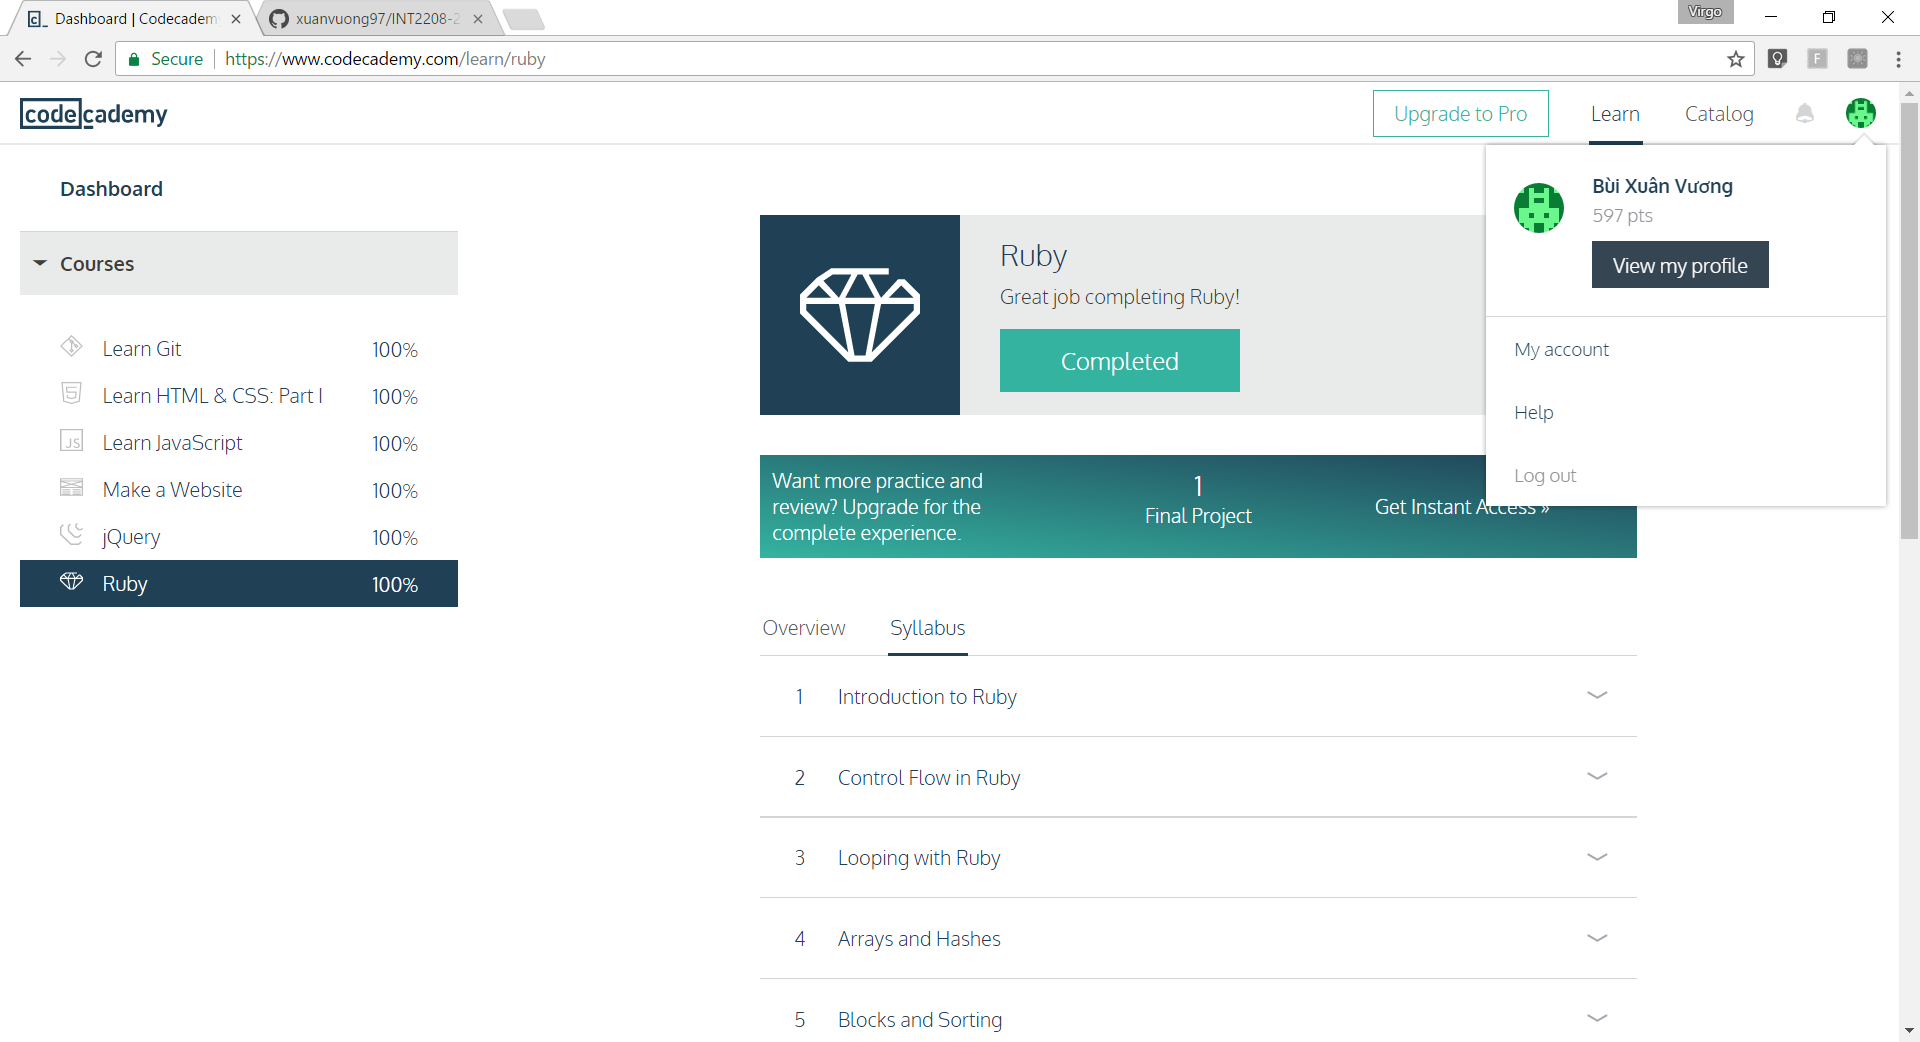 Dashboard | Codecadem
xuanvuong97/INT2208-2
Virgo
Secure
https://www.codecademy.com/learn/ruby
codecademy
Upgrade to Pro
Learn
Catalog
Bùi Xuân Vương
597 pts
View my profile
My account
Help
Log out
Dashboard
Courses
Learn Git 100%
Learn HTML & CSS: Part I 100%
JS Learn JavaScript 100%
Make a Website 100%
jQuery 100%
Ruby 100%
Ruby
Great job completing Ruby!
Completed
Want more practice and
review? Upgrade for the
complete experience.
1
Final Project
Get Instant Access »
Overview
Syllabus
1 Introduction to Ruby
2 Control Flow in Ruby
3 Looping with Ruby
4 Arrays and Hashes
5 Blocks and Sorting